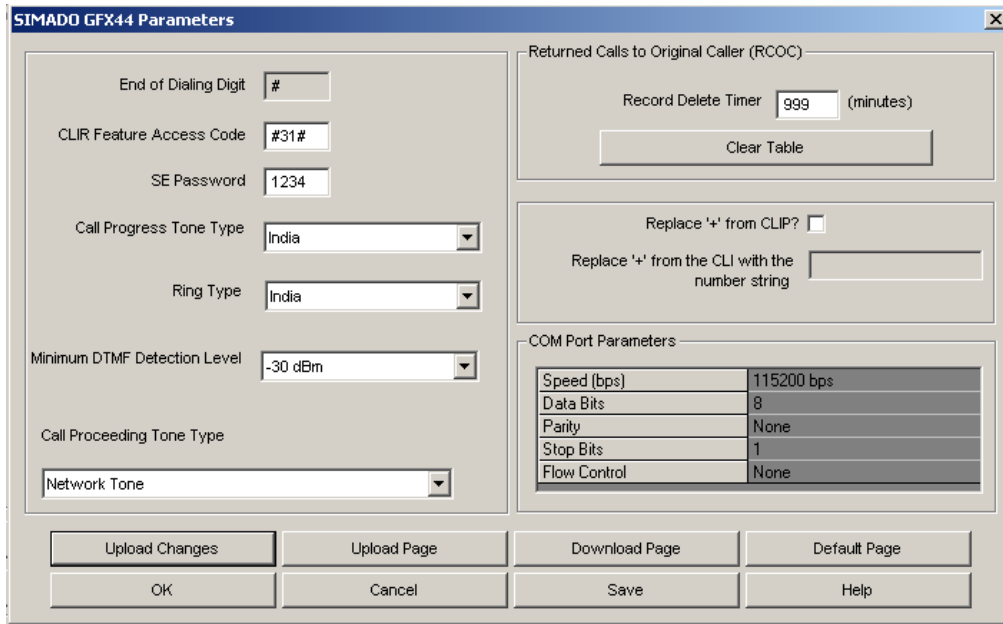 SIMADO GFX44 Parameters
End of Dialing Digit #
CLIR Feature Access Code #31#
SE Password 1234
Call Progress Tone Type India
Ring Type India
Minimum DTMF Detection Level -30 dBm
Call Proceeding Tone Type
Network Tone
Returned Calls to Original Caller (RCOC)
Record Delete Timer 999 (minutes)
Clear Table
Replace '+' from CLIP?
Replace '+' from the CLI with the
number string
COM Port Parameters
Speed (bps) 115200 bps
Data Bits 8
Parity None
Stop Bits 1
Flow Control None
Upload Changes Upload Page Download Page Default Page
OK Cancel Save Help